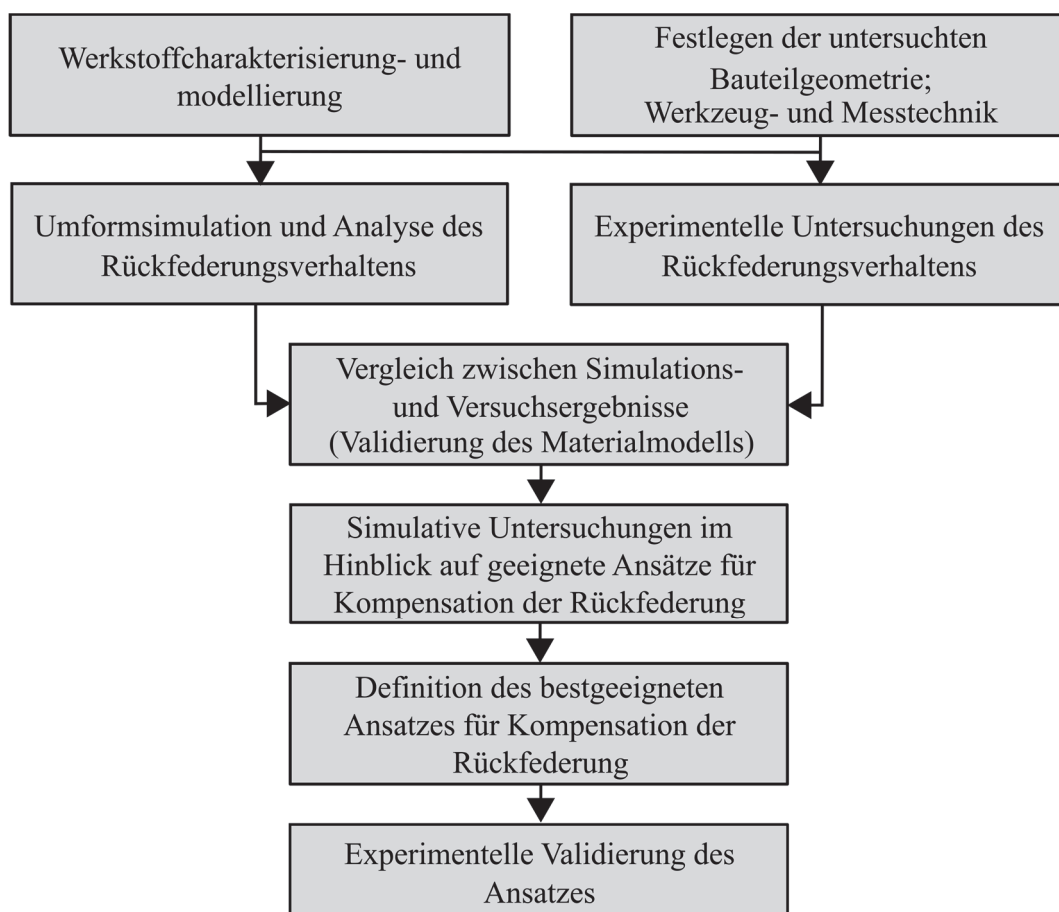 Werkstoffcharakterisierung- und
modellierung
Festlegen der untersuchten
Bauteilgeometrie;
Werkzeug- und Messtechnik
Umformsimulation und Analyse des
Rückfederungsverhaltens
Experimentelle Untersuchungen des
Rückfederungsverhaltens
Vergleich zwischen Simulations-
und Versuchsergebnisse
(Validierung des Materialmodells)
Simulative Untersuchungen im
Hinblick auf geeignete Ansätze für
Kompensation der Rückfederung
Definition des bestgeeigneten
Ansatzes für Kompensation der
Rückfederung
Experimentelle Validierung des
Ansatzes